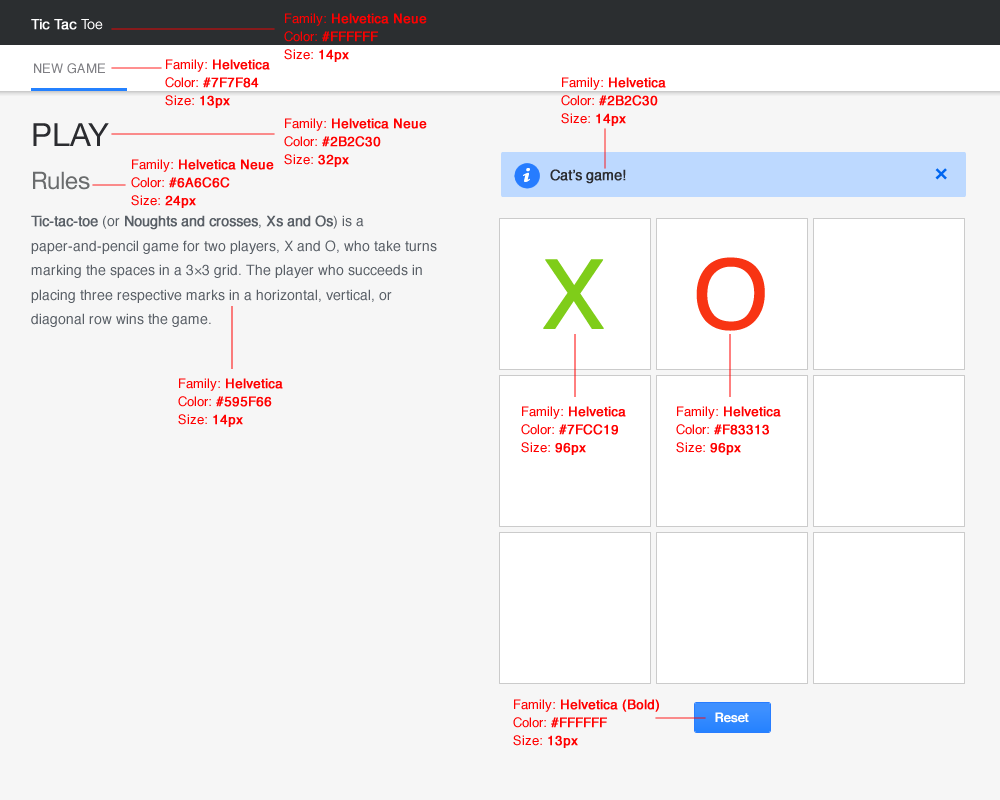 Tic Tac Toe
Family: Helvetica Neue
Color: #FFFFFF
Size: 14px
NEW GAME
Family: Helvetica
Color: #7F7F84
Size: 13px
PLAY
Family: Helvetica Neue
Color: #2B2C30
Size: 32px
Rules
Family: Helvetica Neue
Color: #6A6C6C
Size: 24px
Tic-tac-toe (or Noughts and crosses, Xs and Os) is a
paper-and-pencil game for two players, X and O, who take turns
marking the spaces in a 3×3 grid. The player who succeeds in
placing three respective marks in a horizontal, vertical, or
diagonal row wins the game.
Family: Helvetica
Color: #595F66
Size: 14px
Family: Helvetica
Color: #2B2C30
Size: 14px
i Cat's game! ×
X O
Family: Helvetica
Color: #7FCC19
Size: 96px
Family: Helvetica
Color: #F83313
Size: 96px
Family: Helvetica (Bold)
Color: #FFFFFF
Size: 13px
Reset